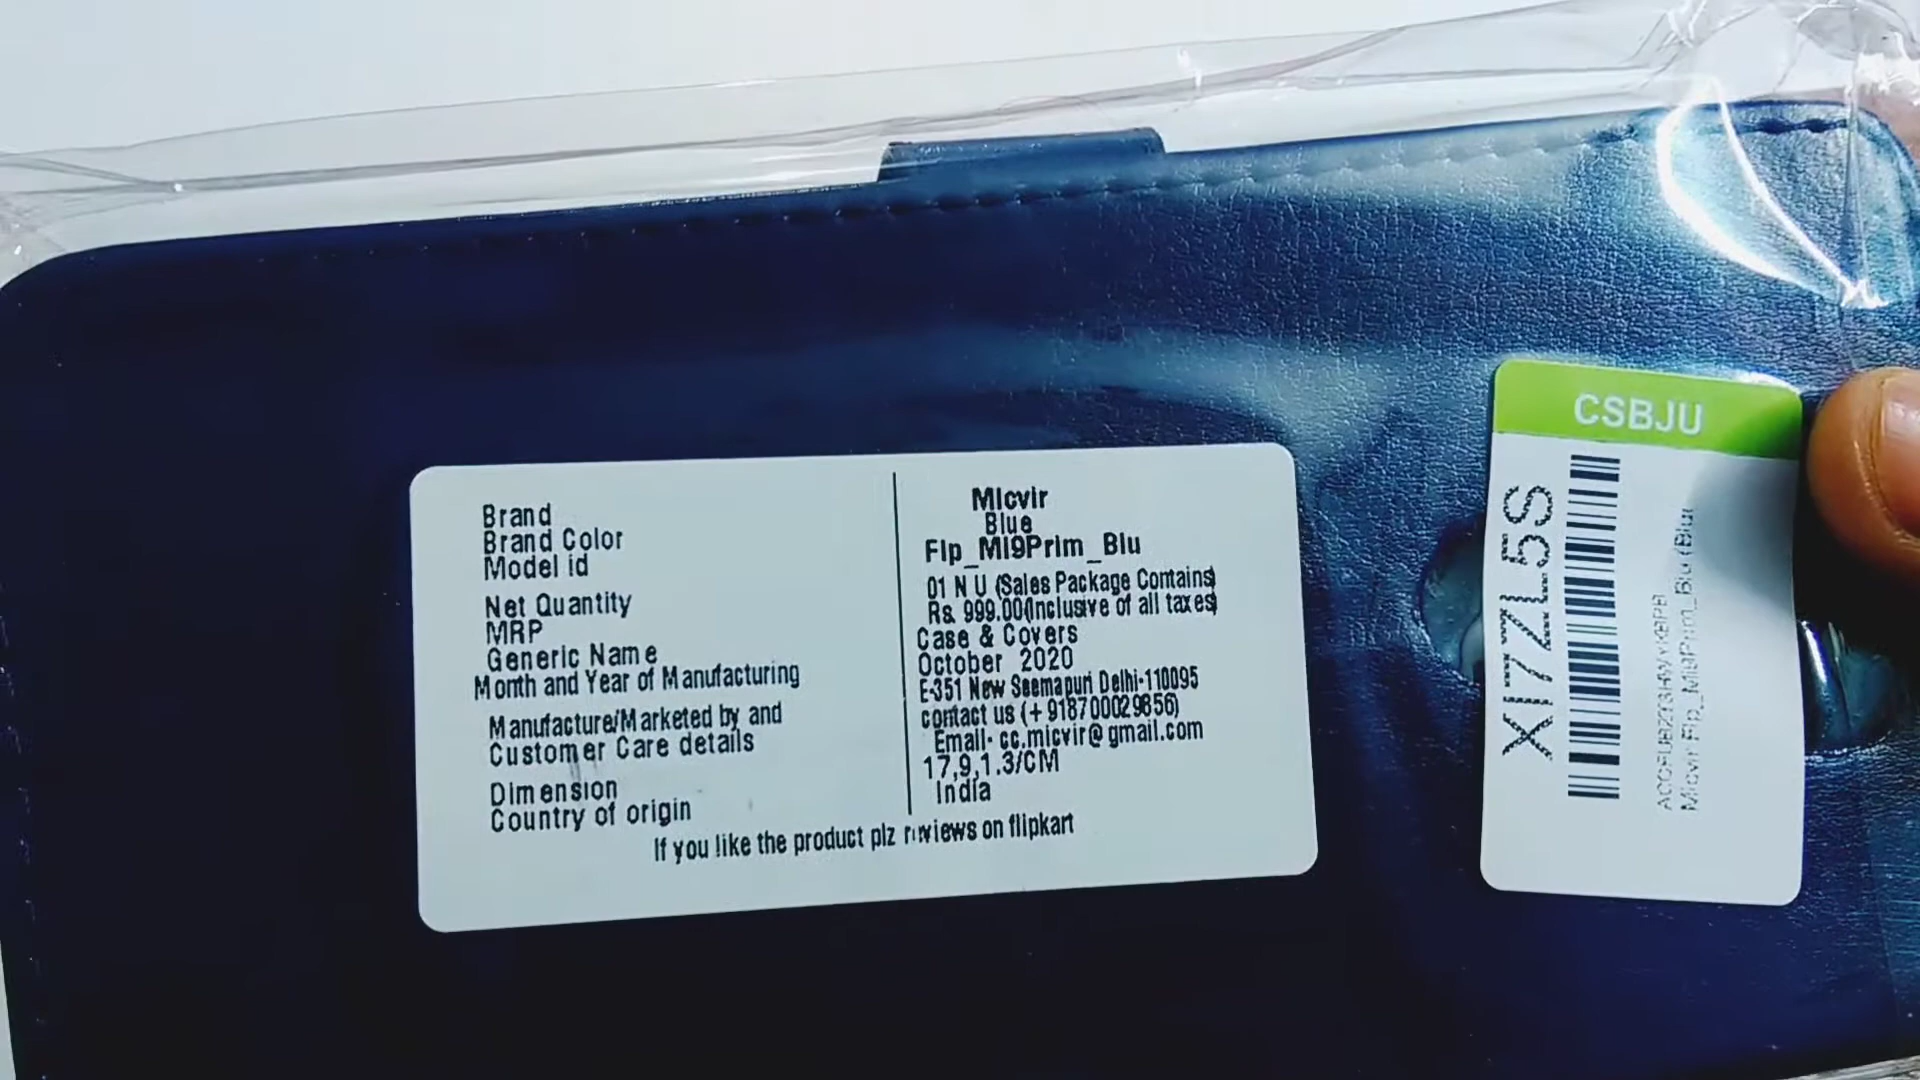 Brand
Brand Color
Model id
Net Quantity
MRP
Generic Name
Month and Year of Manufacturing
Manufacture/Marketed by and
Customer Care details
Dimension
Country of origin
Micvir
Blue
Flp_MI9Prim_Blu
01 N U (Sales Package Contains)
Rs. 999.00(Inclusive of all taxes)
Case & Covers
October 2020
E-351 New Seemapuri Delhi-110095
contact us (+918700029856)
Email- cc.micvir@gmail.com
17,9,1.3/CM
India
If you like the product plz reviews on flipkart
CSBJU
XI7ZL5S
Micvir Flp_MI9Prim_Blu (Blue